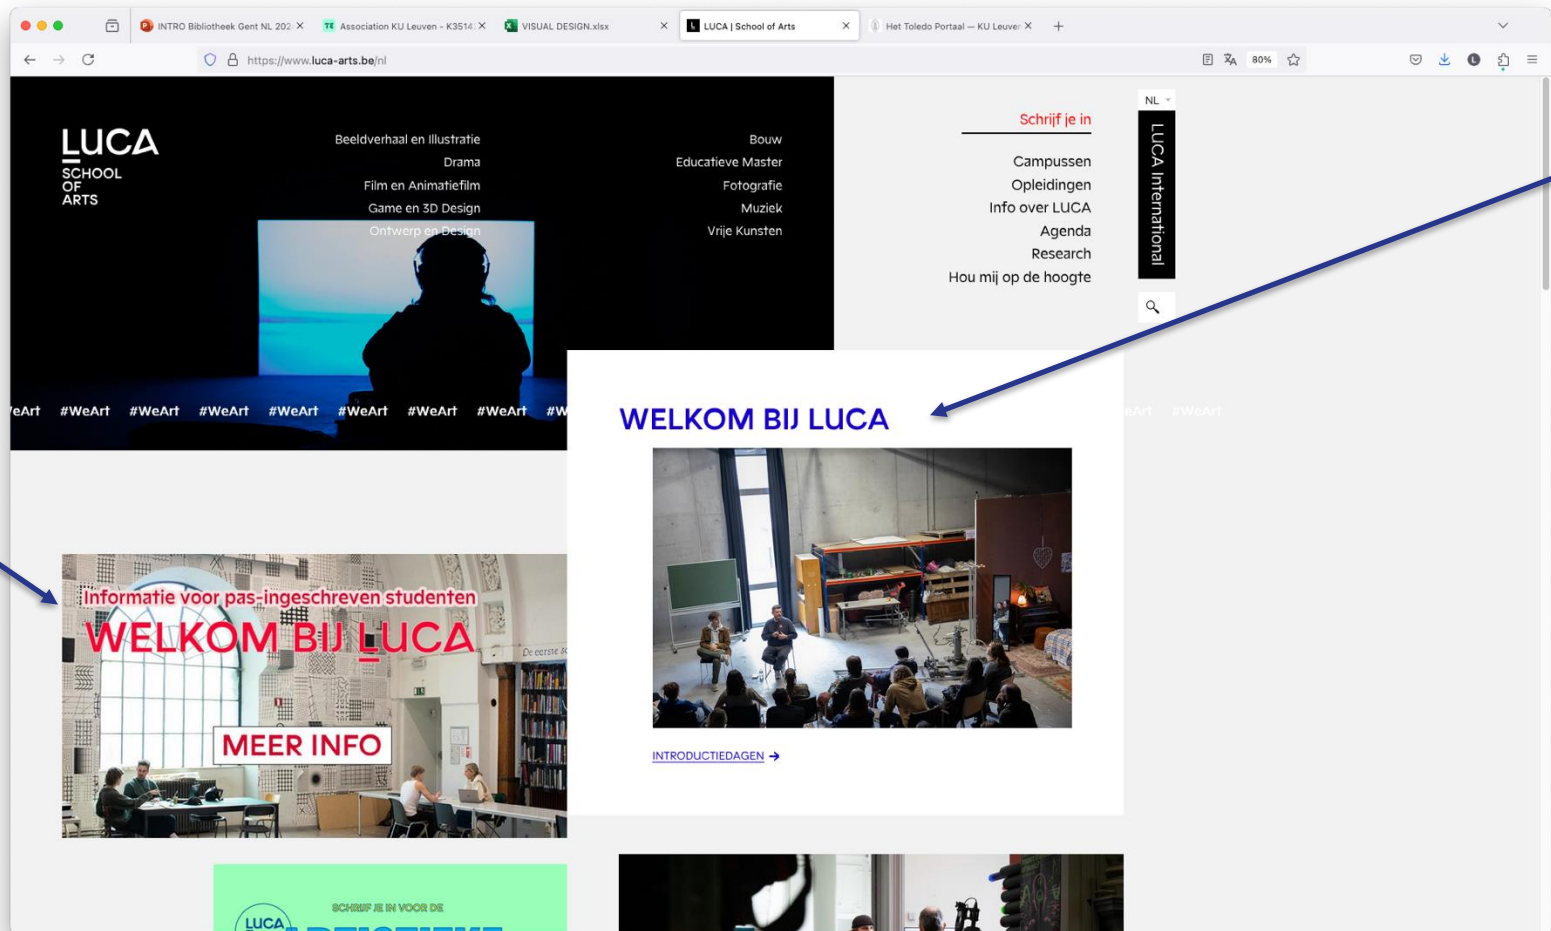 INTRO Bibliotheek Gent NL 202
Association KU Leuven - K3514
VISUAL DESIGN.xlsx
LUCA | School of Arts
Het Toledo Portaal — KU Leuven
https://www.luca-arts.be/nl
80%
LUCA
SCHOOL
OF
ARTS
Beeldverhaal en Illustratie
Drama
Film en Animatiefilm
Game en 3D Design
Ontwerp en Design
Bouw
Educatieve Master
Fotografie
Muziek
Vrije Kunsten
Schrijf je in
Campussen
Opleidingen
Info over LUCA
Agenda
Research
Hou mij op de hoogte
NL
LUCA International
eArt #WeArt #WeArt #WeArt #WeArt #WeArt #WeArt #WeArt #W
eArt #WeArt
WELKOM BIJ LUCA
INTRODUCTIEDAGEN →
Informatie voor pas-ingeschreven studenten
WELKOM BIJ LUCA
De eerste
MEER INFO
SCHRIJF JE IN VOOR DE
LUCA
ARTISTIEKE